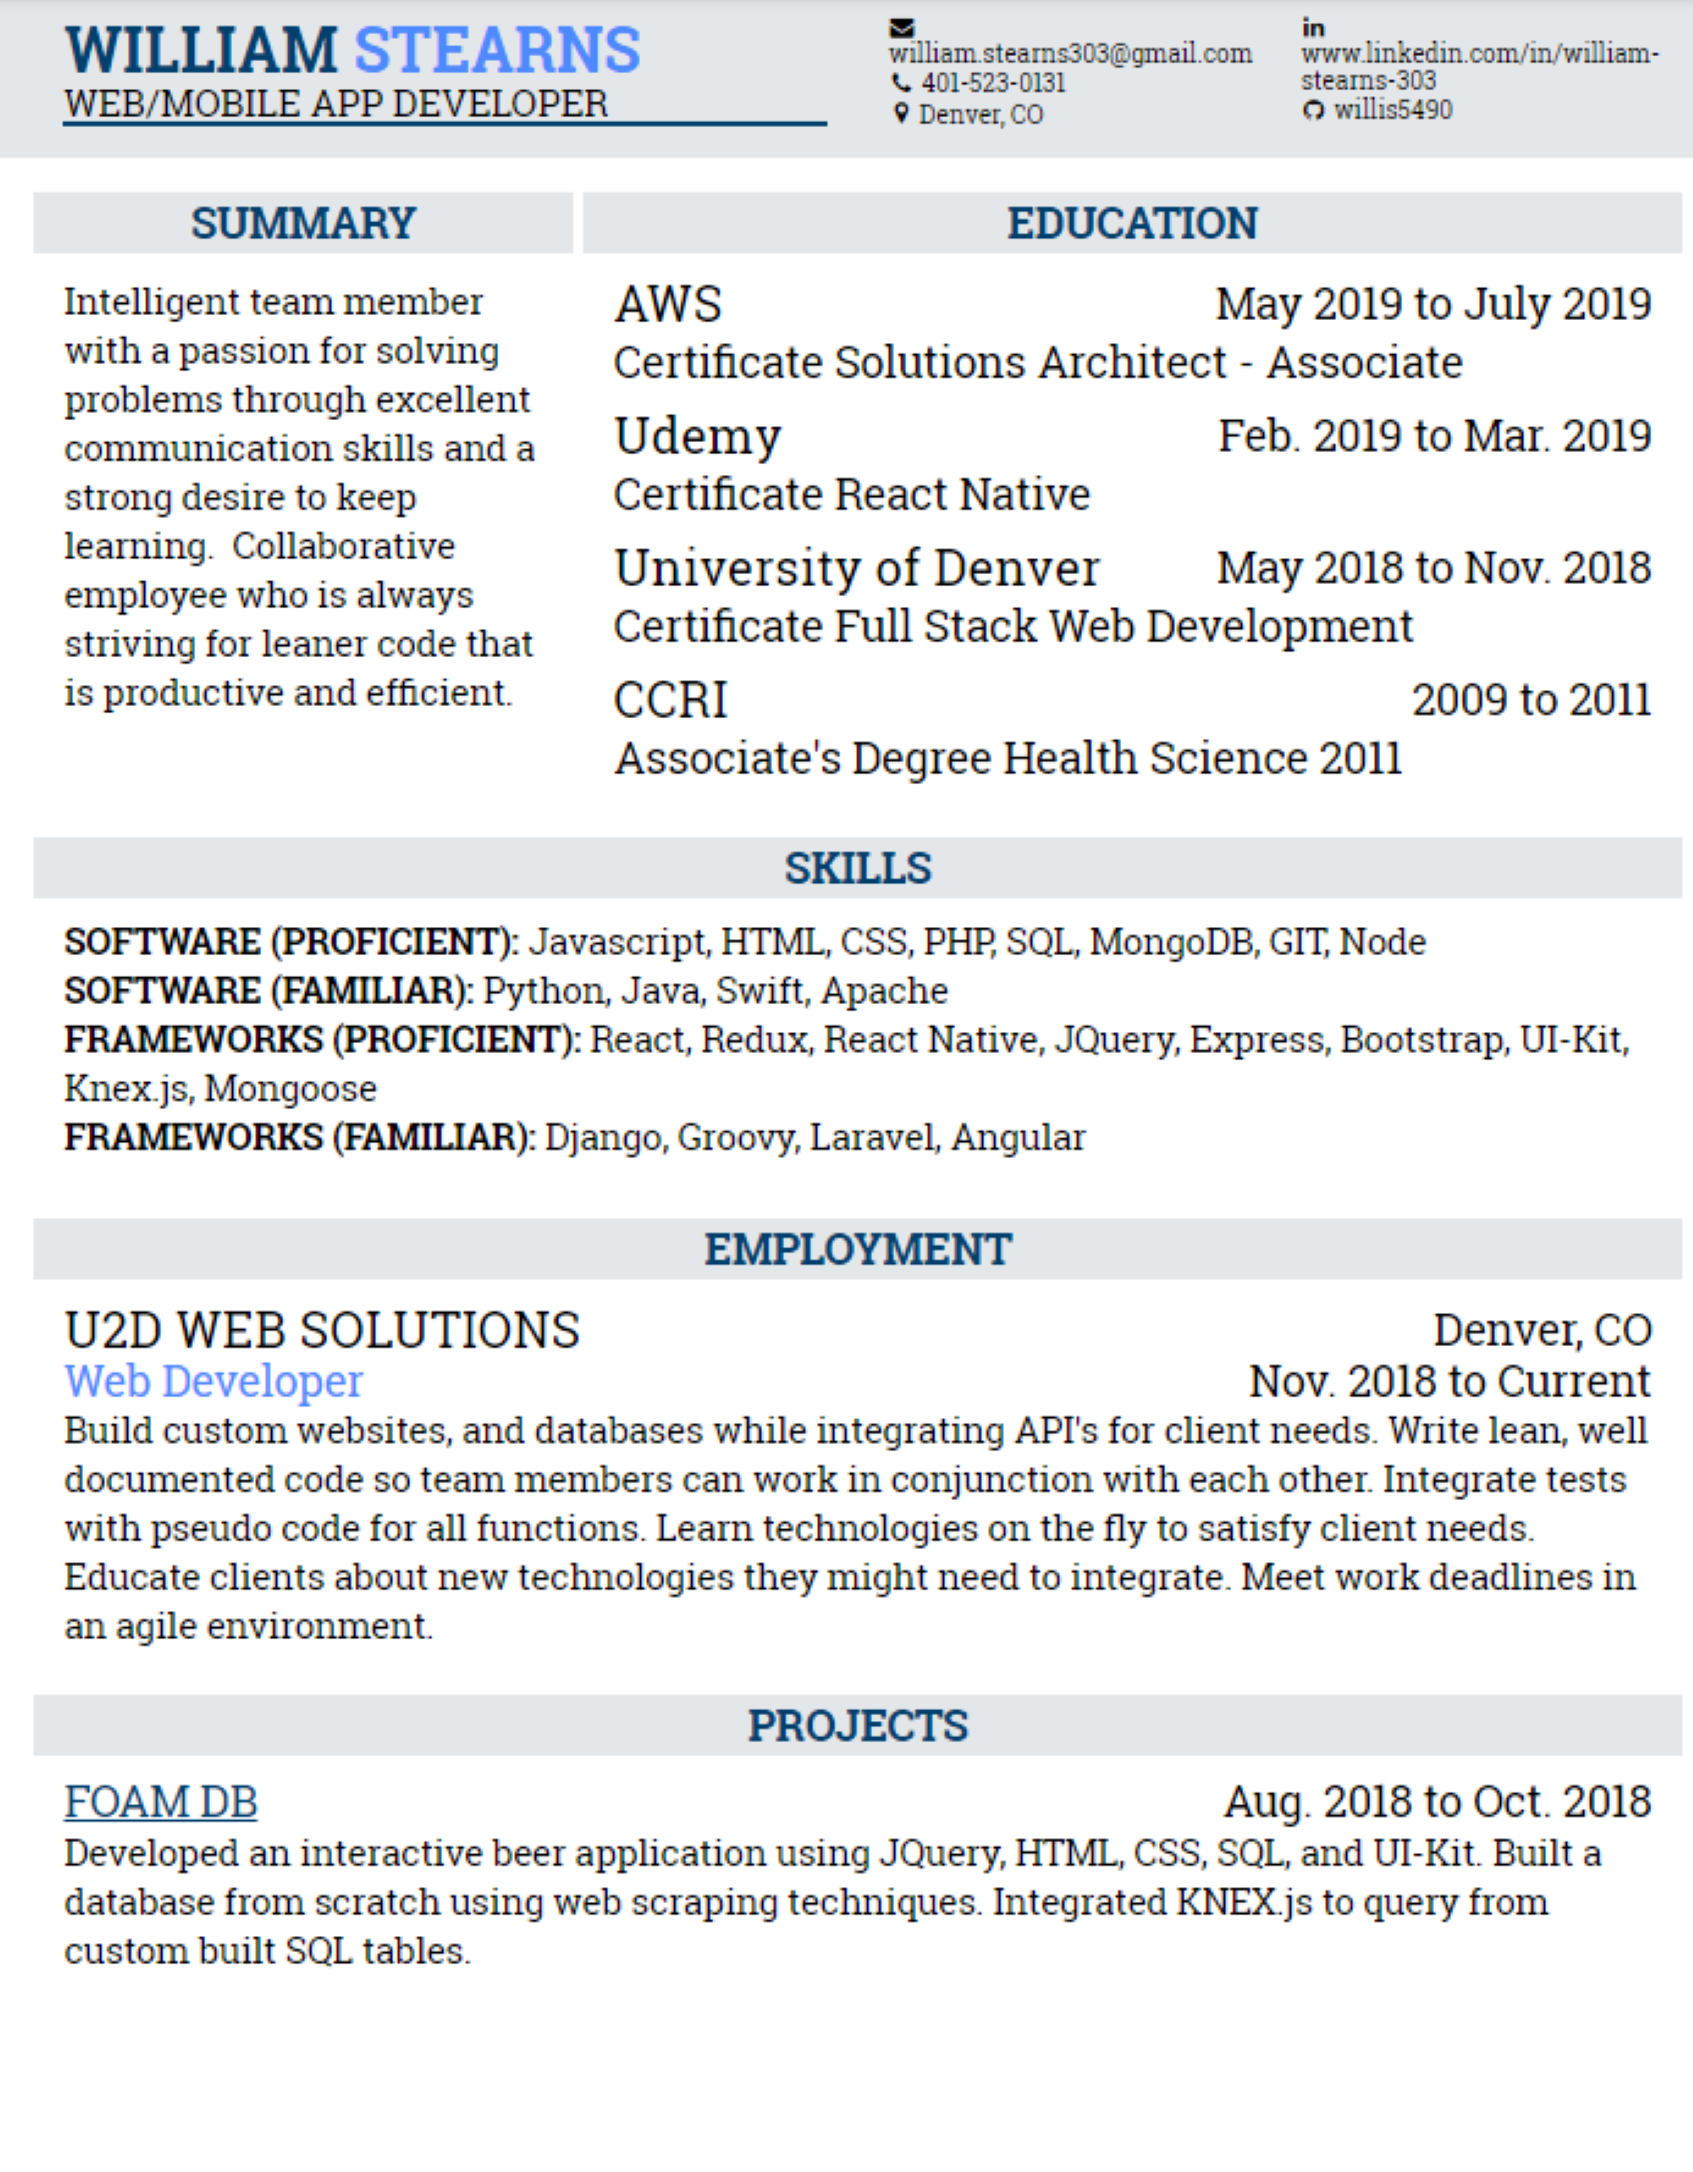 WILLIAM STEARNS
WEB/MOBILE APP DEVELOPER
william.stearns303@gmail.com
401-523-0131
Denver, CO
in
www.linkedin.com/in/william-
stearns-303
willis5490
SUMMARY
Intelligent team member
with a passion for solving
problems through excellent
communication skills and a
strong desire to keep
learning.  Collaborative
employee who is always
striving for leaner code that
is productive and efficient.
EDUCATION
AWS May 2019 to July 2019
Certificate Solutions Architect - Associate
Udemy Feb. 2019 to Mar. 2019
Certificate React Native
University of Denver May 2018 to Nov. 2018
Certificate Full Stack Web Development
CCRI 2009 to 2011
Associate's Degree Health Science 2011
SKILLS
SOFTWARE (PROFICIENT): Javascript, HTML, CSS, PHP, SQL, MongoDB, GIT, Node
SOFTWARE (FAMILIAR): Python, Java, Swift, Apache
FRAMEWORKS (PROFICIENT): React, Redux, React Native, JQuery, Express, Bootstrap, UI-Kit,
Knex.js, Mongoose
FRAMEWORKS (FAMILIAR): Django, Groovy, Laravel, Angular
EMPLOYMENT
U2D WEB SOLUTIONS Denver, CO
Web Developer Nov. 2018 to Current
Build custom websites, and databases while integrating API's for client needs. Write lean, well
documented code so team members can work in conjunction with each other. Integrate tests
with pseudo code for all functions. Learn technologies on the fly to satisfy client needs.
Educate clients about new technologies they might need to integrate. Meet work deadlines in
an agile environment.
PROJECTS
FOAM DB Aug. 2018 to Oct. 2018
Developed an interactive beer application using JQuery, HTML, CSS, SQL, and UI-Kit. Built a
database from scratch using web scraping techniques. Integrated KNEX.js to query from
custom built SQL tables.